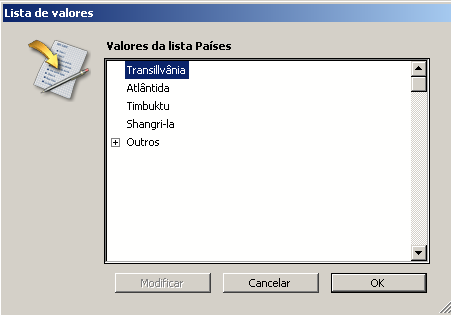 Lista de valores
Valores da lista Países
Transillvânia
Atlântida
Timbuktu
Shangri-la
Outros
Modificar
Cancelar
OK